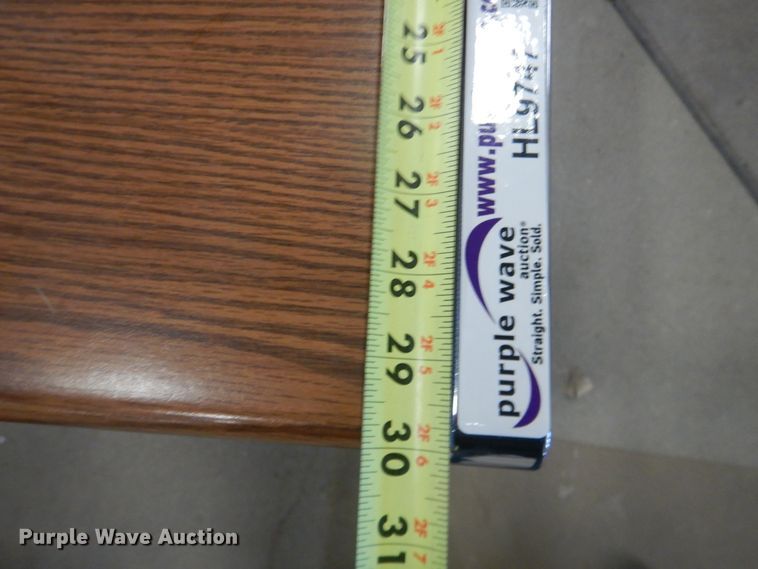 25 2F 1
26 2F 2
27 2F 3
28 2F 4
29 2F 5
30 2F 6
31 2F 7
www.pu
HL9747
purple wave
auction®
Straight. Simple. Sold.
Purple Wave Auction